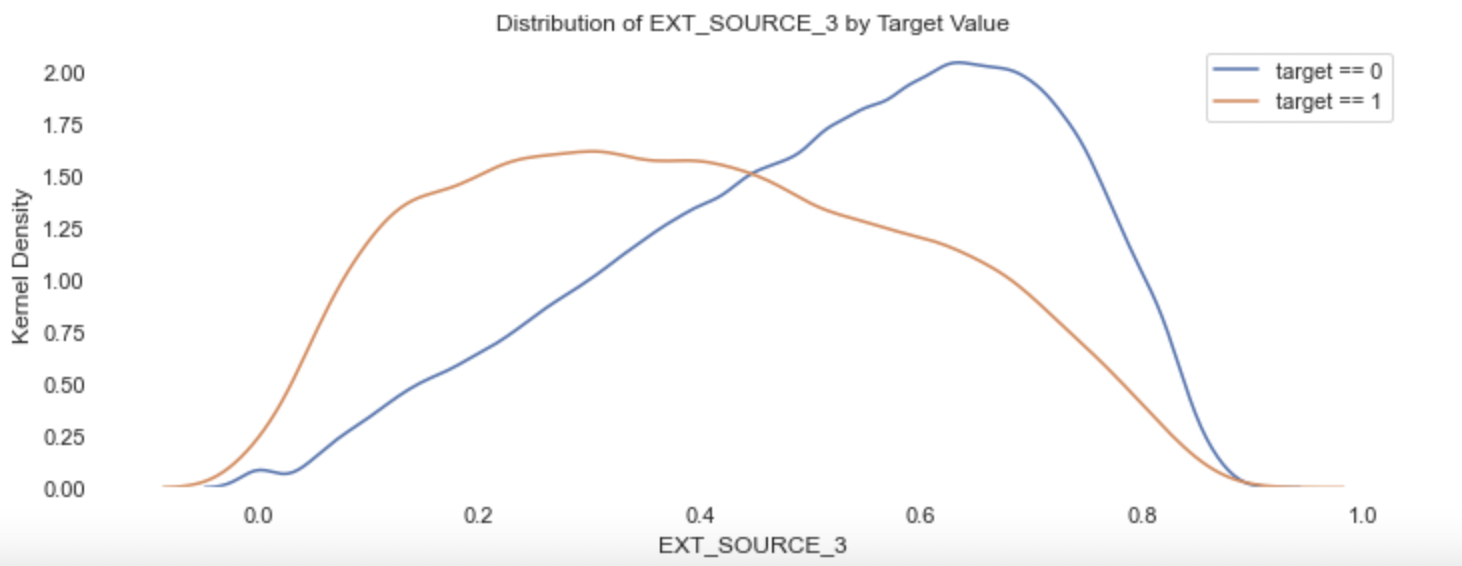 Distribution of EXT_SOURCE_3 by Target Value
target == 0
target == 1
Kernel Density
2.00
1.75
1.50
1.25
1.00
0.75
0.50
0.25
0.00
0.0 0.2 0.4 0.6 0.8 1.0
EXT_SOURCE_3